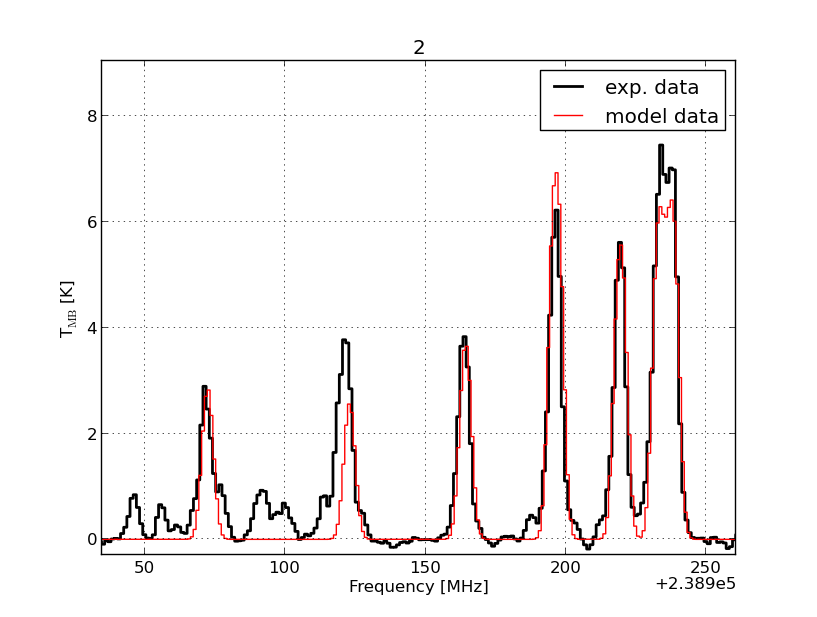 2
exp. data
model data
8
6
4
2
0
T_MB [K]
50
100
150
200
250
Frequency [MHz]
+2.389e5